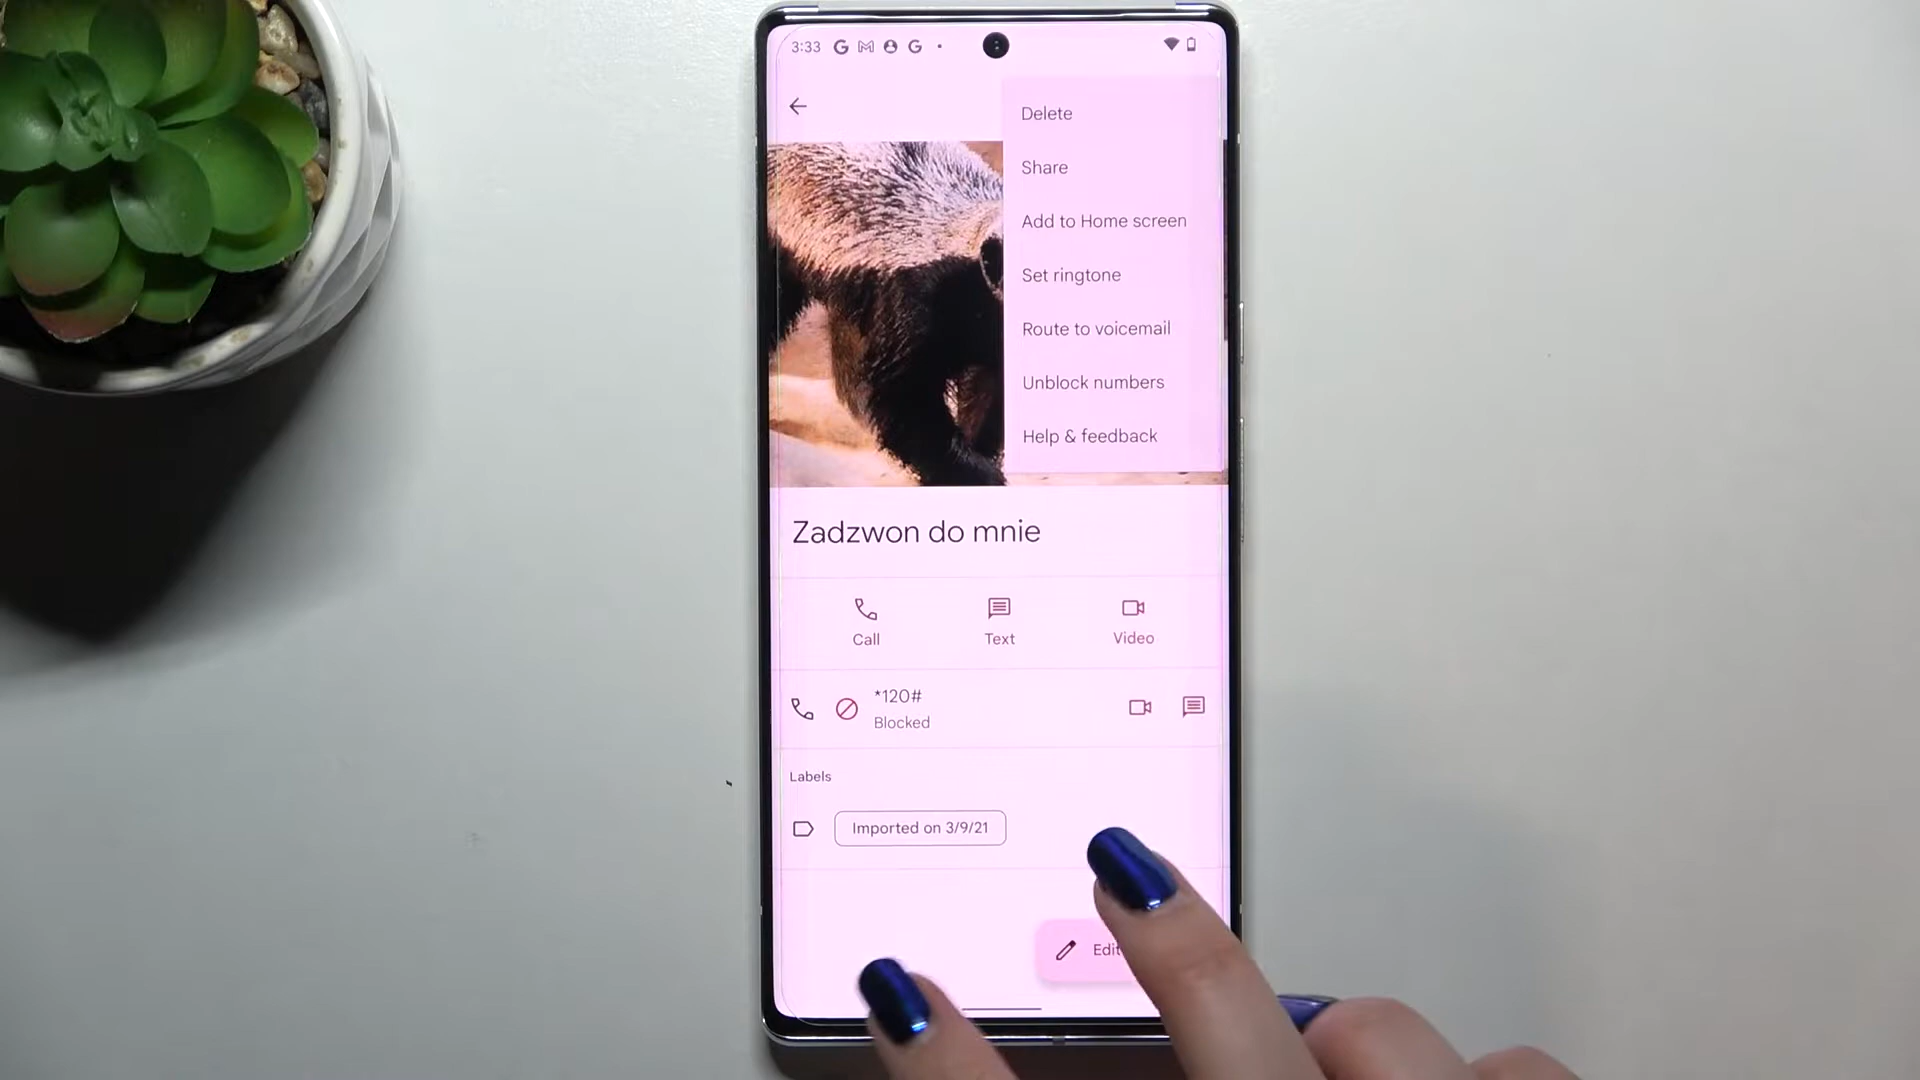 3:33
Delete
Share
Add to Home screen
Set ringtone
Route to voicemail
Unblock numbers
Help & feedback
Zadzwon do mnie
Call Text Video
*120#
Blocked
Labels
Imported on 3/9/21
Edit